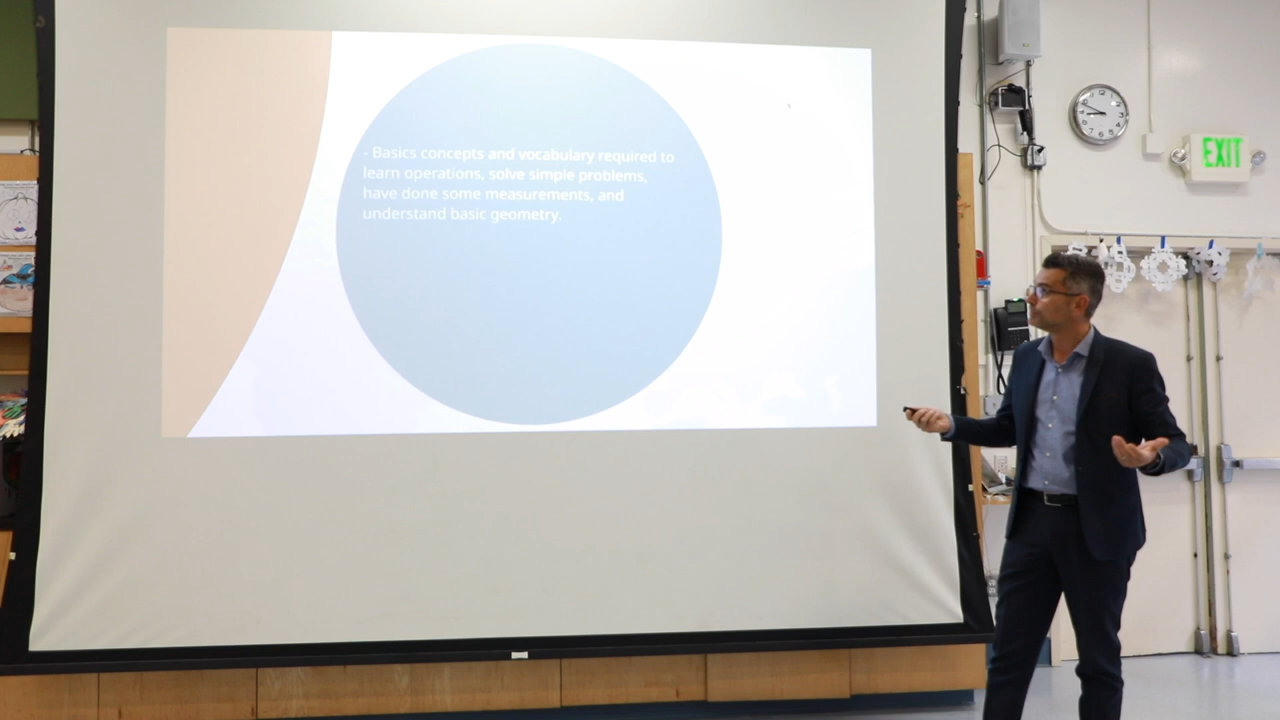 - Basics concepts and vocabulary required to
learn operations, solve simple problems,
have done some measurements, and
understand basic geometry.
EXIT